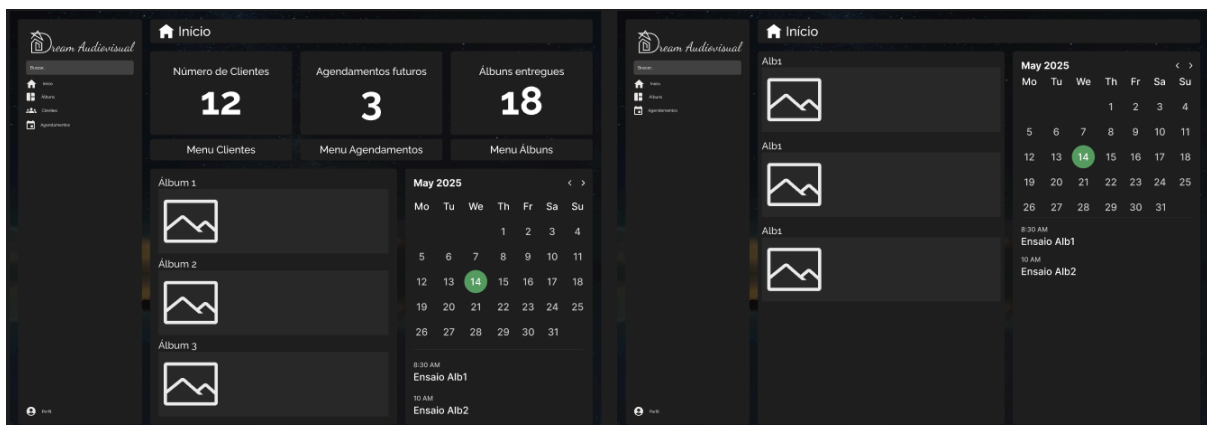 Dream Audiovisual
Buscar...
Início
Álbuns
Clientes
Agendamentos
Perfil
Início
Número de Clientes
12
Agendamentos futuros
3
Álbuns entregues
18
Menu Clientes
Menu Agendamentos
Menu Álbuns
Álbum 1
Álbum 2
Álbum 3
May 2025 < >
Mo Tu We Th Fr Sa Su
1 2 3 4
5 6 7 8 9 10 11
12 13 14 15 16 17 18
19 20 21 22 23 24 25
26 27 28 29 30 31
8:30 AM
Ensaio Alb1
10 AM
Ensaio Alb2
Dream Audiovisual
Buscar...
Início
Álbuns
Agendamentos
Perfil
Início
Alb1
Alb1
Alb1
May 2025 < >
Mo Tu We Th Fr Sa Su
1 2 3 4
5 6 7 8 9 10 11
12 13 14 15 16 17 18
19 20 21 22 23 24 25
26 27 28 29 30 31
8:30 AM
Ensaio Alb1
10 AM
Ensaio Alb2